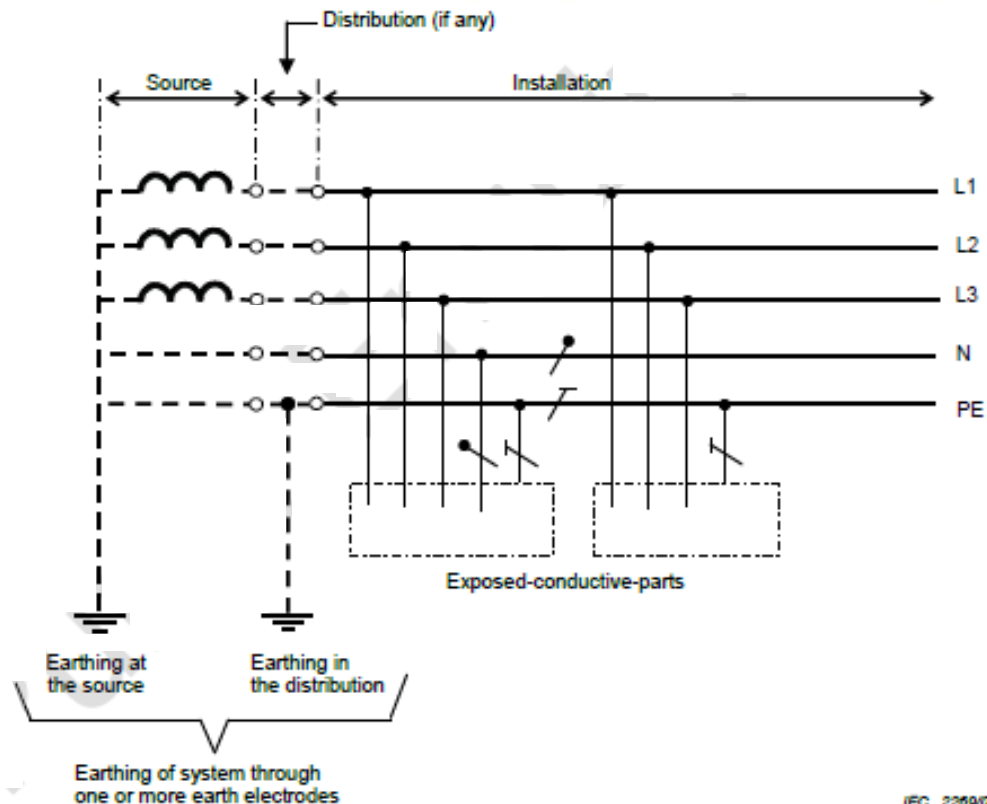 Distribution (if any)
Source
Installation
L1
L2
L3
N
PE
Exposed-conductive-parts
Earthing at
the source
Earthing in
the distribution
Earthing of system through
one or more earth electrodes
IEC